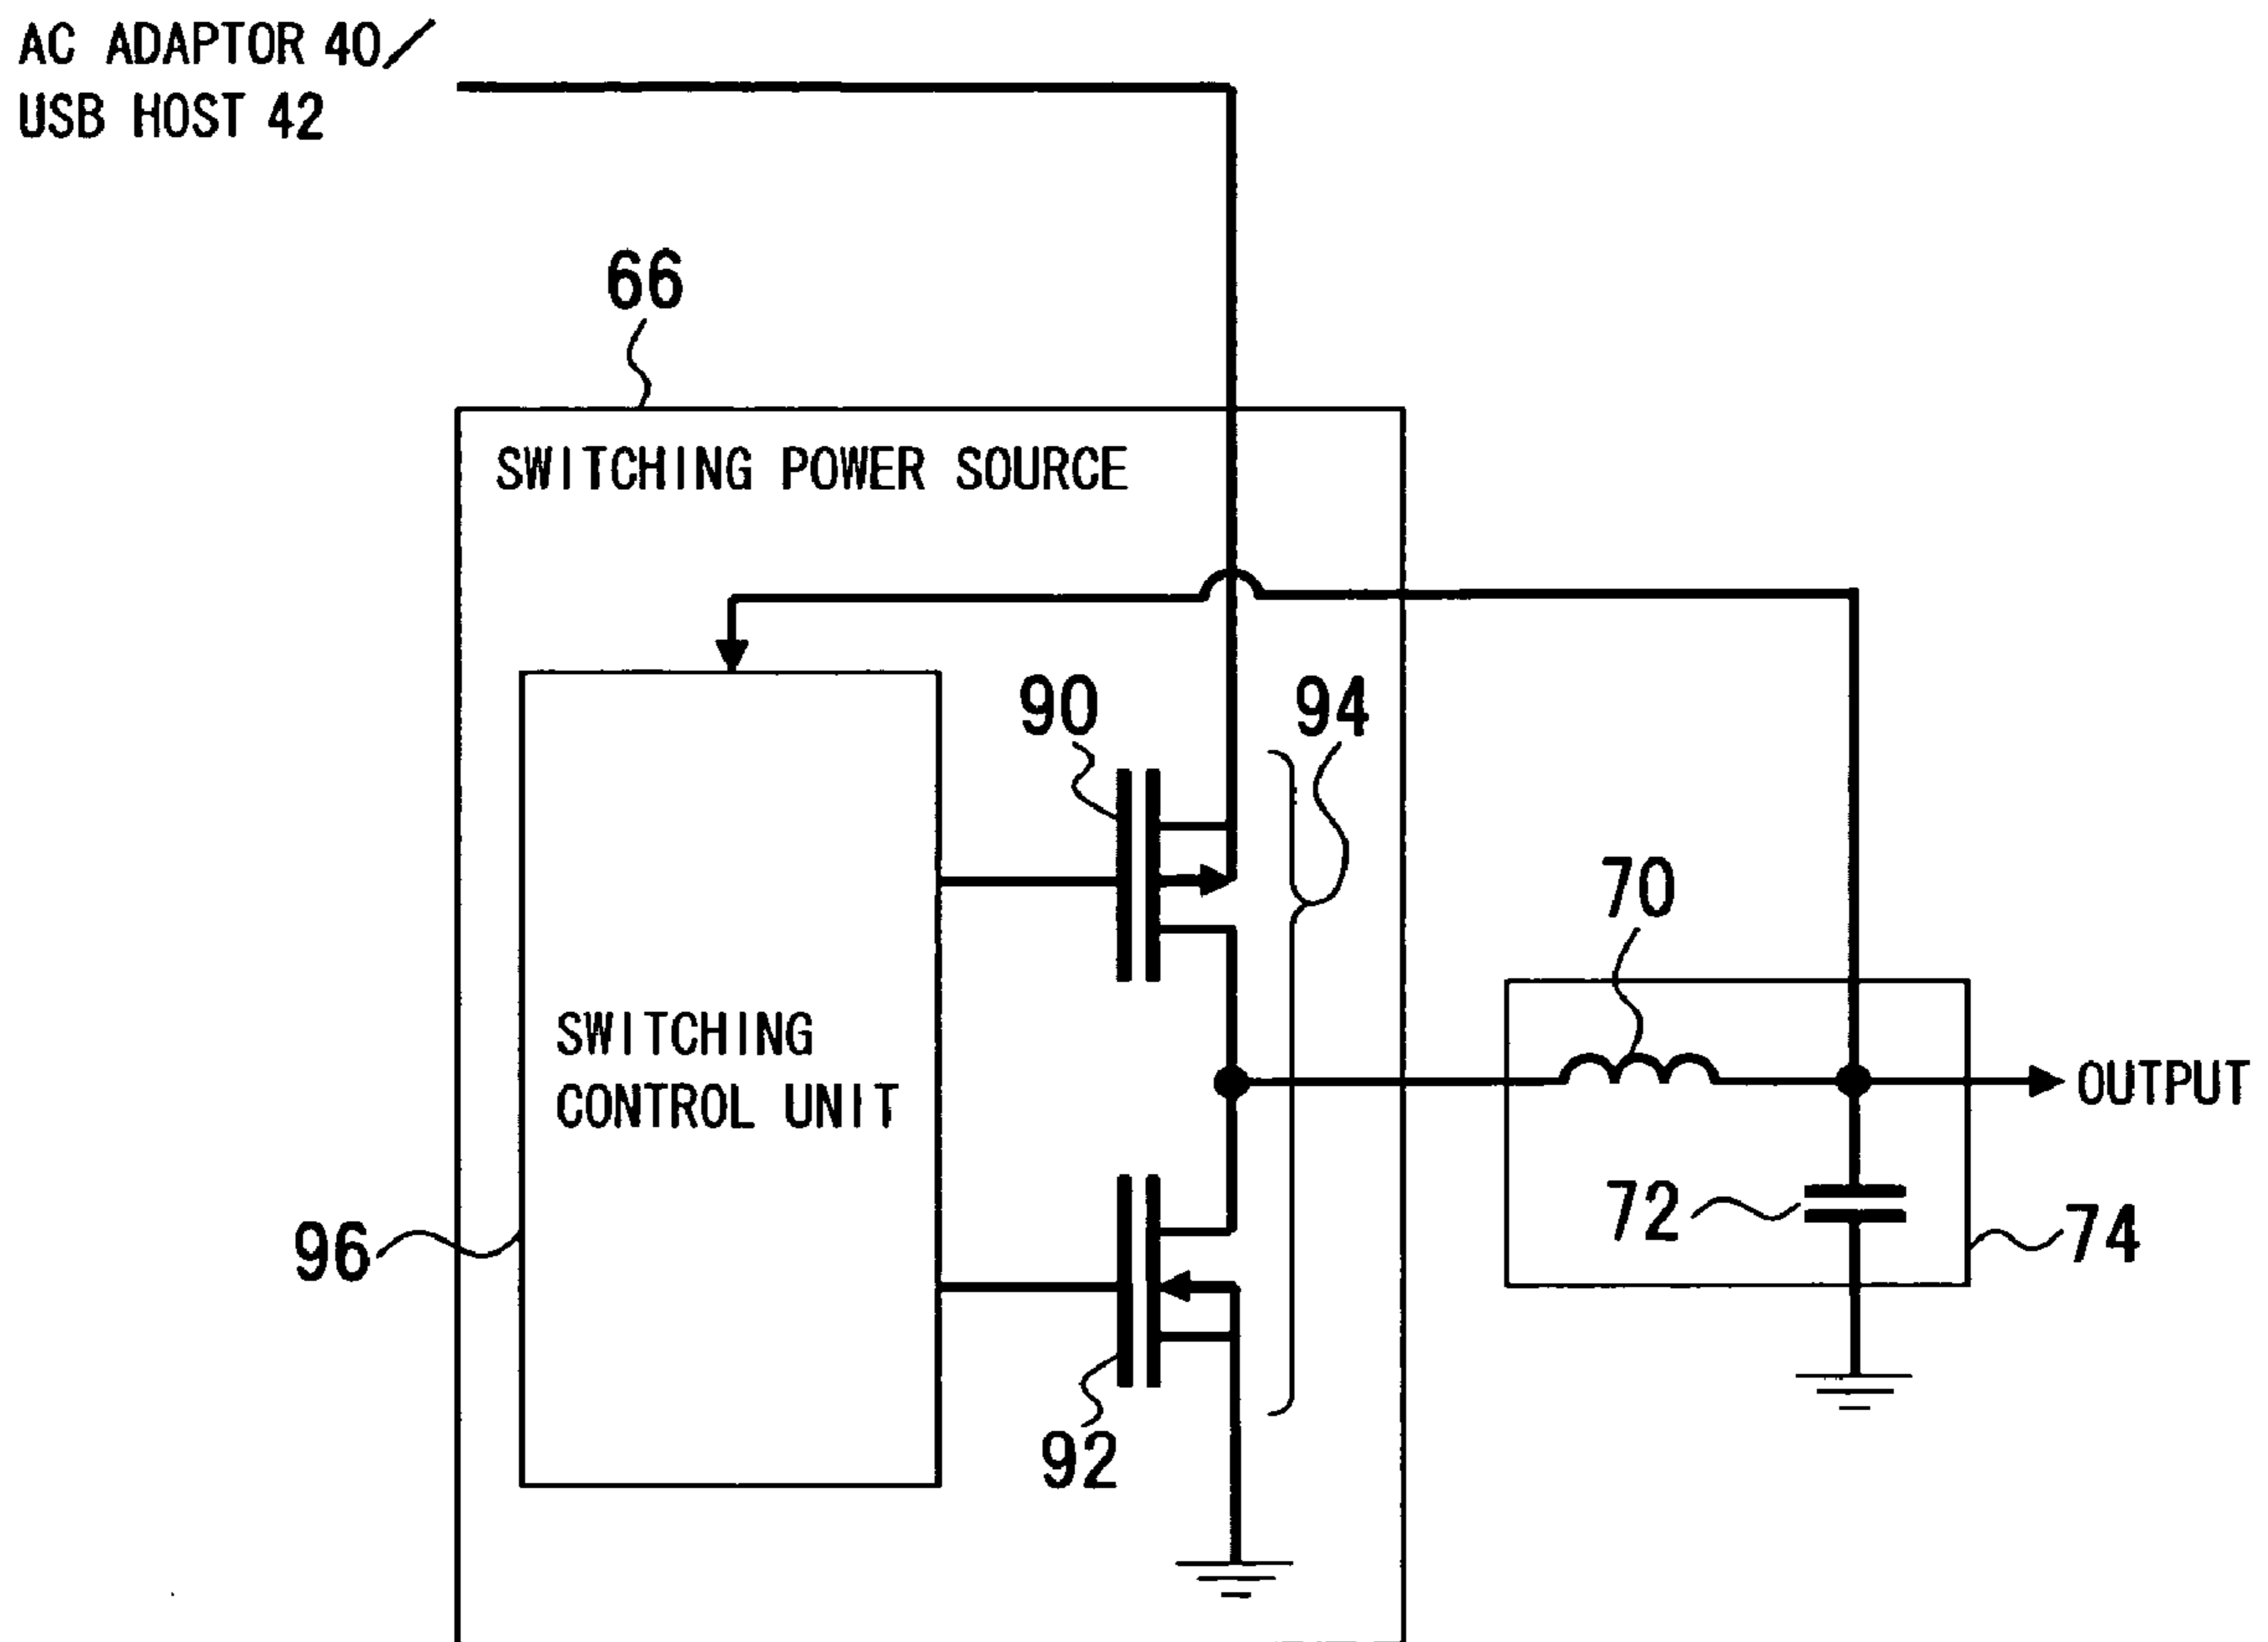 AC ADAPTOR 40/
USB HOST 42
66
SWITCHING POWER SOURCE
90
94
70
SWITCHING
CONTROL UNIT
OUTPUT
72
74
96
92